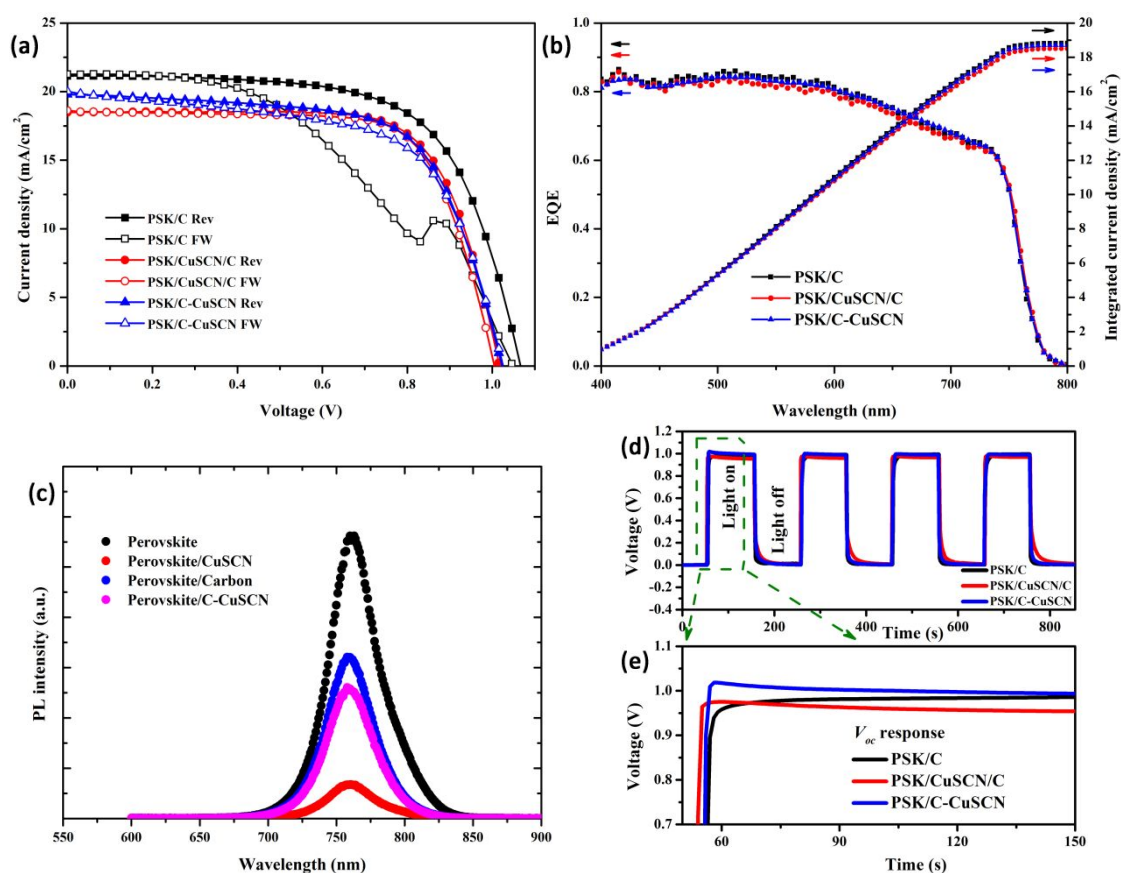 (a)
Current density (mA/cm²)
25
20
15
10
5
0
PSK/C Rev
PSK/C FW
PSK/CuSCN/C Rev
PSK/CuSCN/C FW
PSK/C-CuSCN Rev
PSK/C-CuSCN FW
0.0 0.2 0.4 0.6 0.8 1.0
Voltage (V)
(b)
EQE
1.0
0.8
0.6
0.4
0.2
0.0
PSK/C
PSK/CuSCN/C
PSK/C-CuSCN
20
18
16
14
12
10
8
6
4
2
0
Integrated current density (mA/cm²)
400 500 600 700 800
Wavelength (nm)
(c)
PL intensity (a.u.)
Perovskite
Perovskite/CuSCN
Perovskite/Carbon
Perovskite/C-CuSCN
550 600 650 700 750 800 850 900
Wavelength (nm)
(d)
Voltage (V)
1.2
1.0
0.8
0.6
0.4
0.2
0.0
-0.2
-0.4
Light on
Light off
PSK/C
PSK/CuSCN/C
PSK/C-CuSCN
0 200 400 600 800
Time (s)
(e)
Voltage (V)
1.1
1.0
0.9
0.8
0.7
Voc response
PSK/C
PSK/CuSCN/C
PSK/C-CuSCN
60 90 120 150
Time (s)